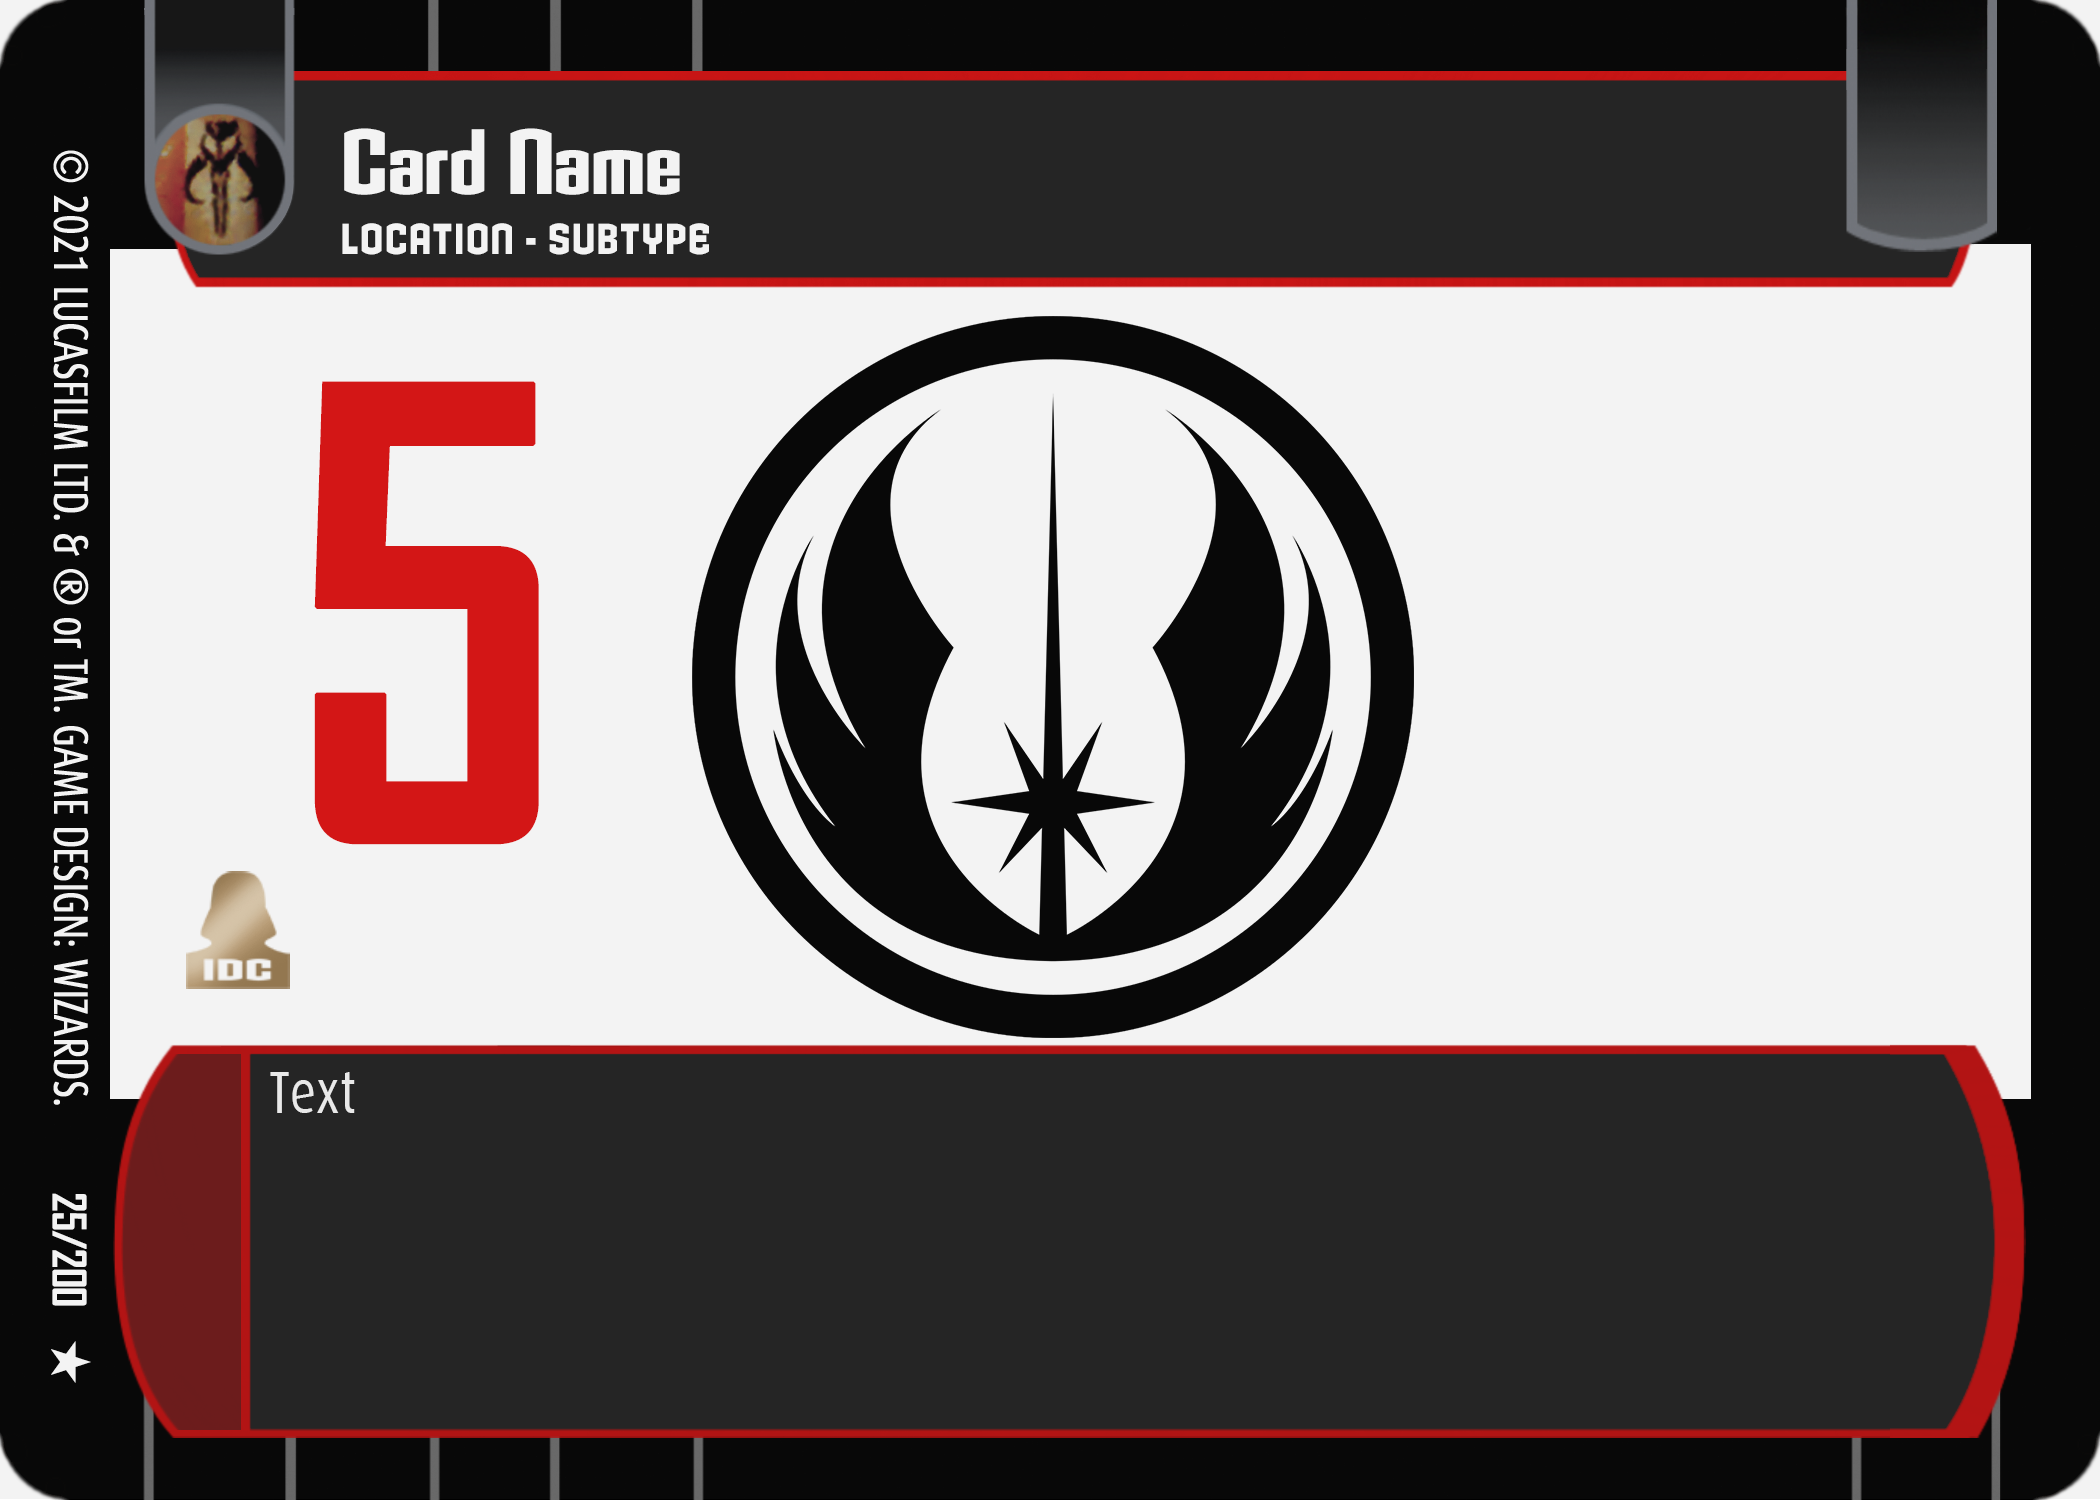 Card Name
LOCATION - SUBTYPE
5
IDC
Text
© 2021 LUCASFILM LTD. & ® or TM. GAME DESIGN: WIZARDS.
25/200 ★